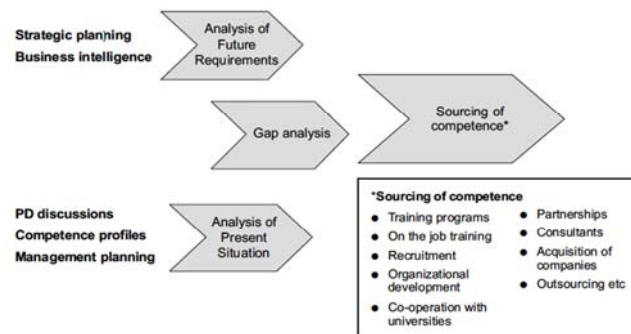 Strategic planning
Business intelligence
Analysis of
Future
Requirements
Gap analysis
Sourcing of
competence*
PD discussions
Competence profiles
Management planning
Analysis of
Present
Situation
*Sourcing of competence
● Training programs
● On the job training
● Recruitment
● Organizational
development
● Co-operation with
universities
● Partnerships
● Consultants
● Acquisition of
companies
● Outsourcing etc